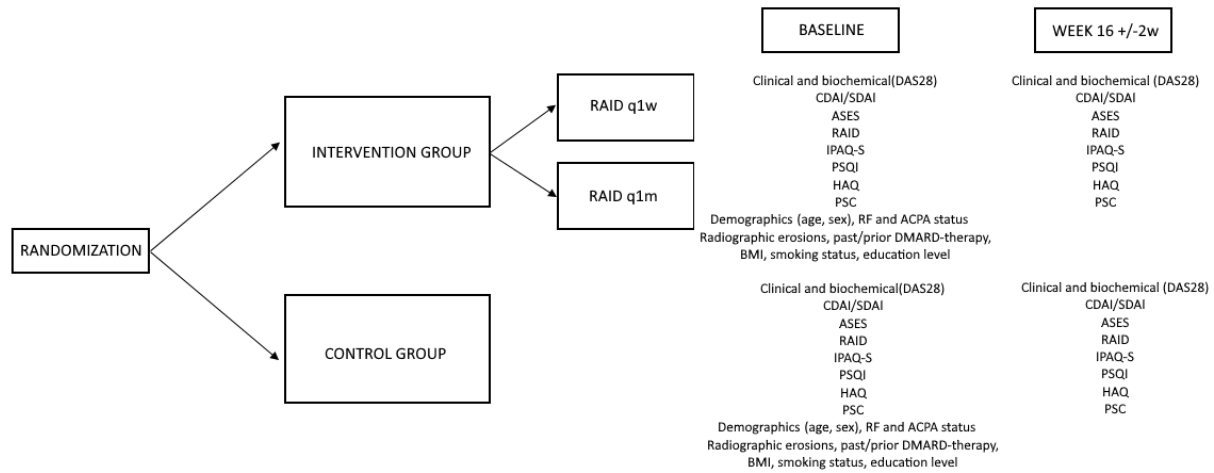 BASELINE
WEEK 16 +/-2w
RANDOMIZATION
INTERVENTION GROUP
RAID q1w
RAID q1m
CONTROL GROUP
Clinical and biochemical(DAS28)
CDAI/SDAI
ASES
RAID
IPAQ-S
PSQI
HAQ
PSC
Demographics (age, sex), RF and ACPA status
Radiographic erosions, past/prior DMARD-therapy,
BMI, smoking status, education level
Clinical and biochemical (DAS28)
CDAI/SDAI
ASES
RAID
IPAQ-S
PSQI
HAQ
PSC
Clinical and biochemical(DAS28)
CDAI/SDAI
ASES
RAID
IPAQ-S
PSQI
HAQ
PSC
Demographics (age, sex), RF and ACPA status
Radiographic erosions, past/prior DMARD-therapy,
BMI, smoking status, education level
Clinical and biochemical (DAS28)
CDAI/SDAI
ASES
RAID
IPAQ-S
PSQI
HAQ
PSC